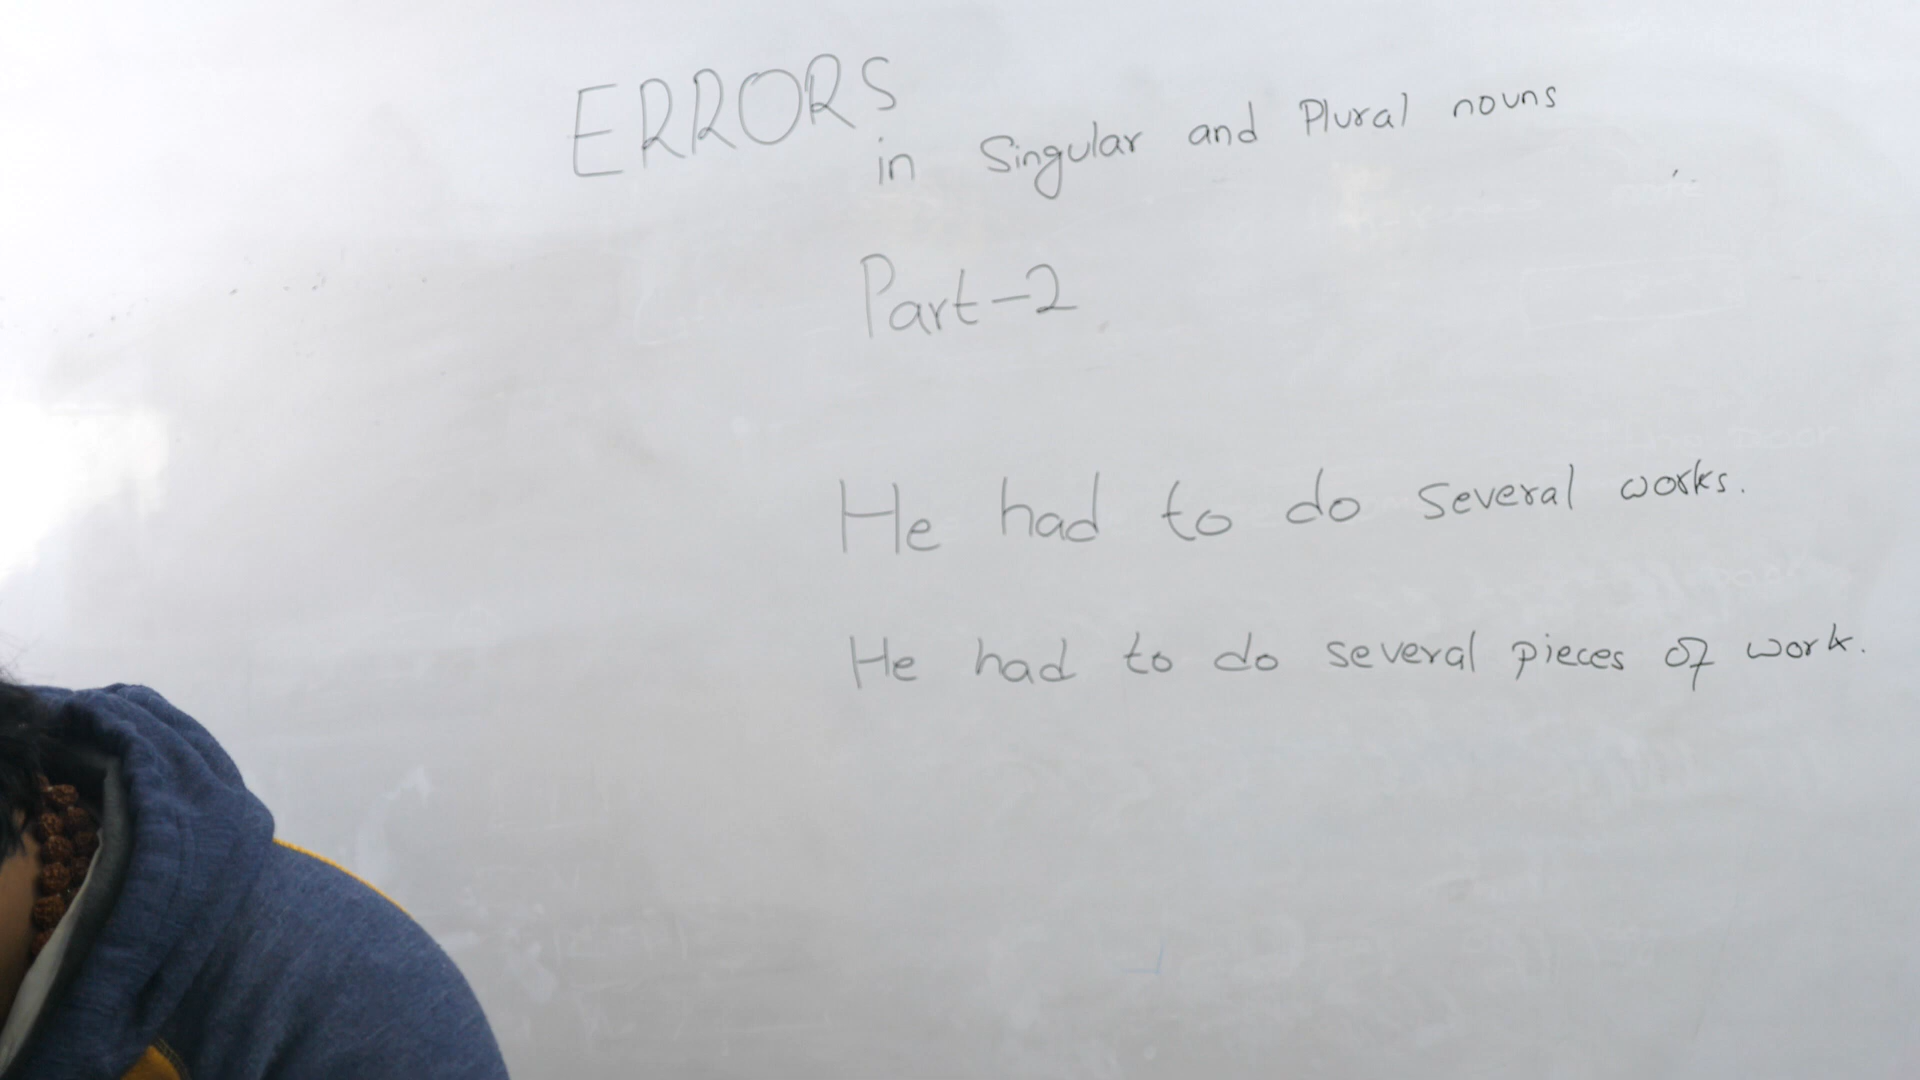 ERRORS
in Singular and Plural nouns
Part-2
He had to do several works.
He had to do several pieces of work.